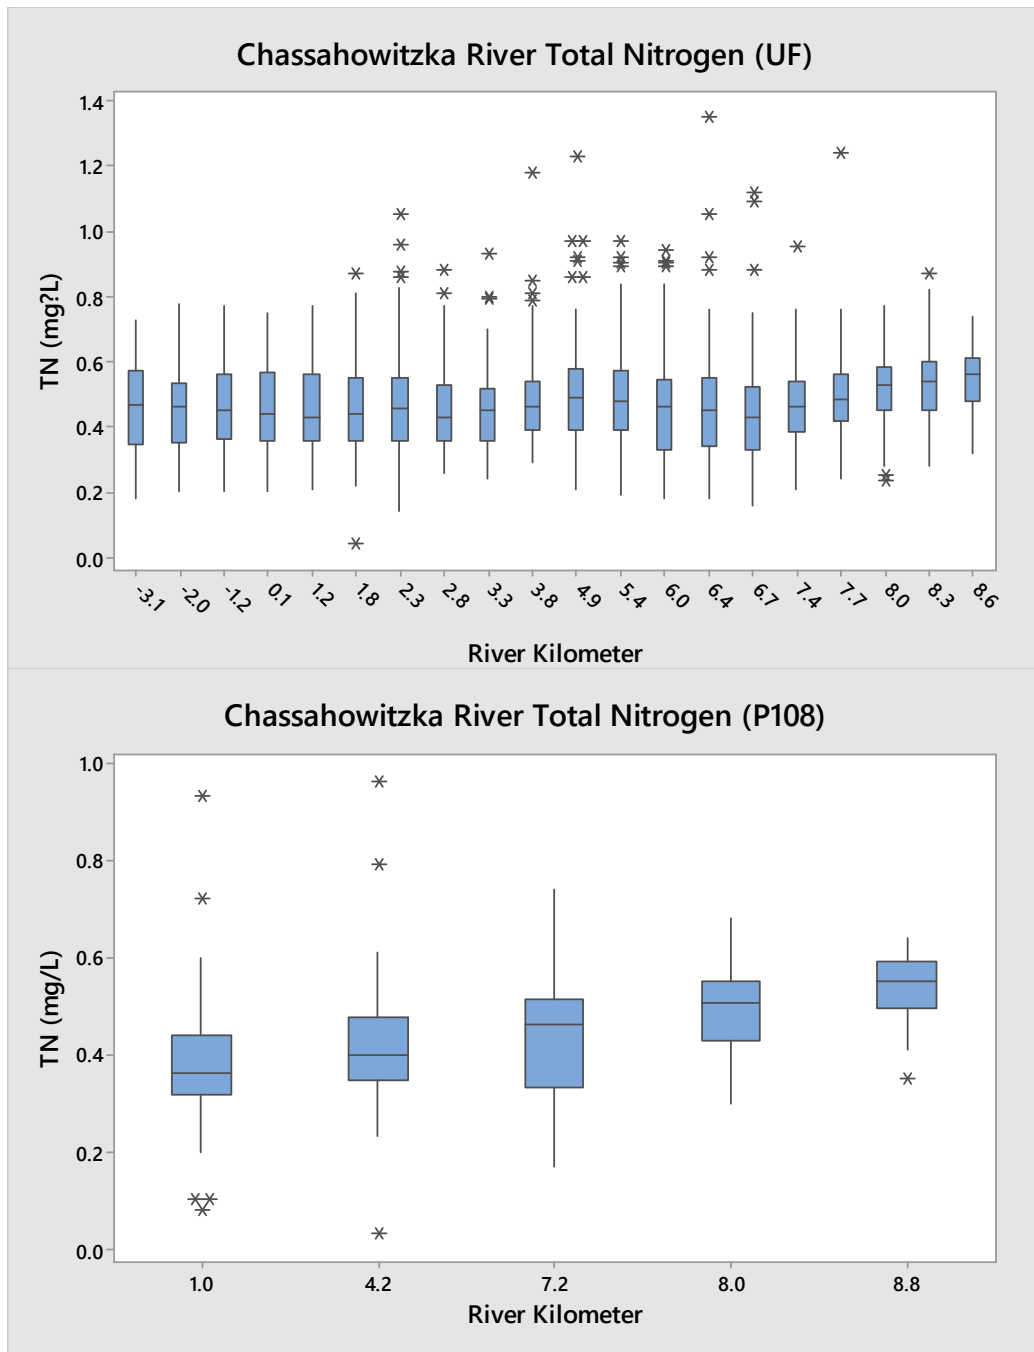 Chassahowitzka River Total Nitrogen (UF)
TN (mg?L)
1.4
1.2
1.0
0.8
0.6
0.4
0.2
0.0
-3.1 -2.0 -1.2 0.1 1.2 1.8 2.3 2.8 3.3 3.8 4.9 5.4 6.0 6.4 6.7 7.4 7.7 8.0 8.3 8.6
River Kilometer
Chassahowitzka River Total Nitrogen (P108)
TN (mg/L)
1.0
0.8
0.6
0.4
0.2
0.0
1.0 4.2 7.2 8.0 8.8
River Kilometer